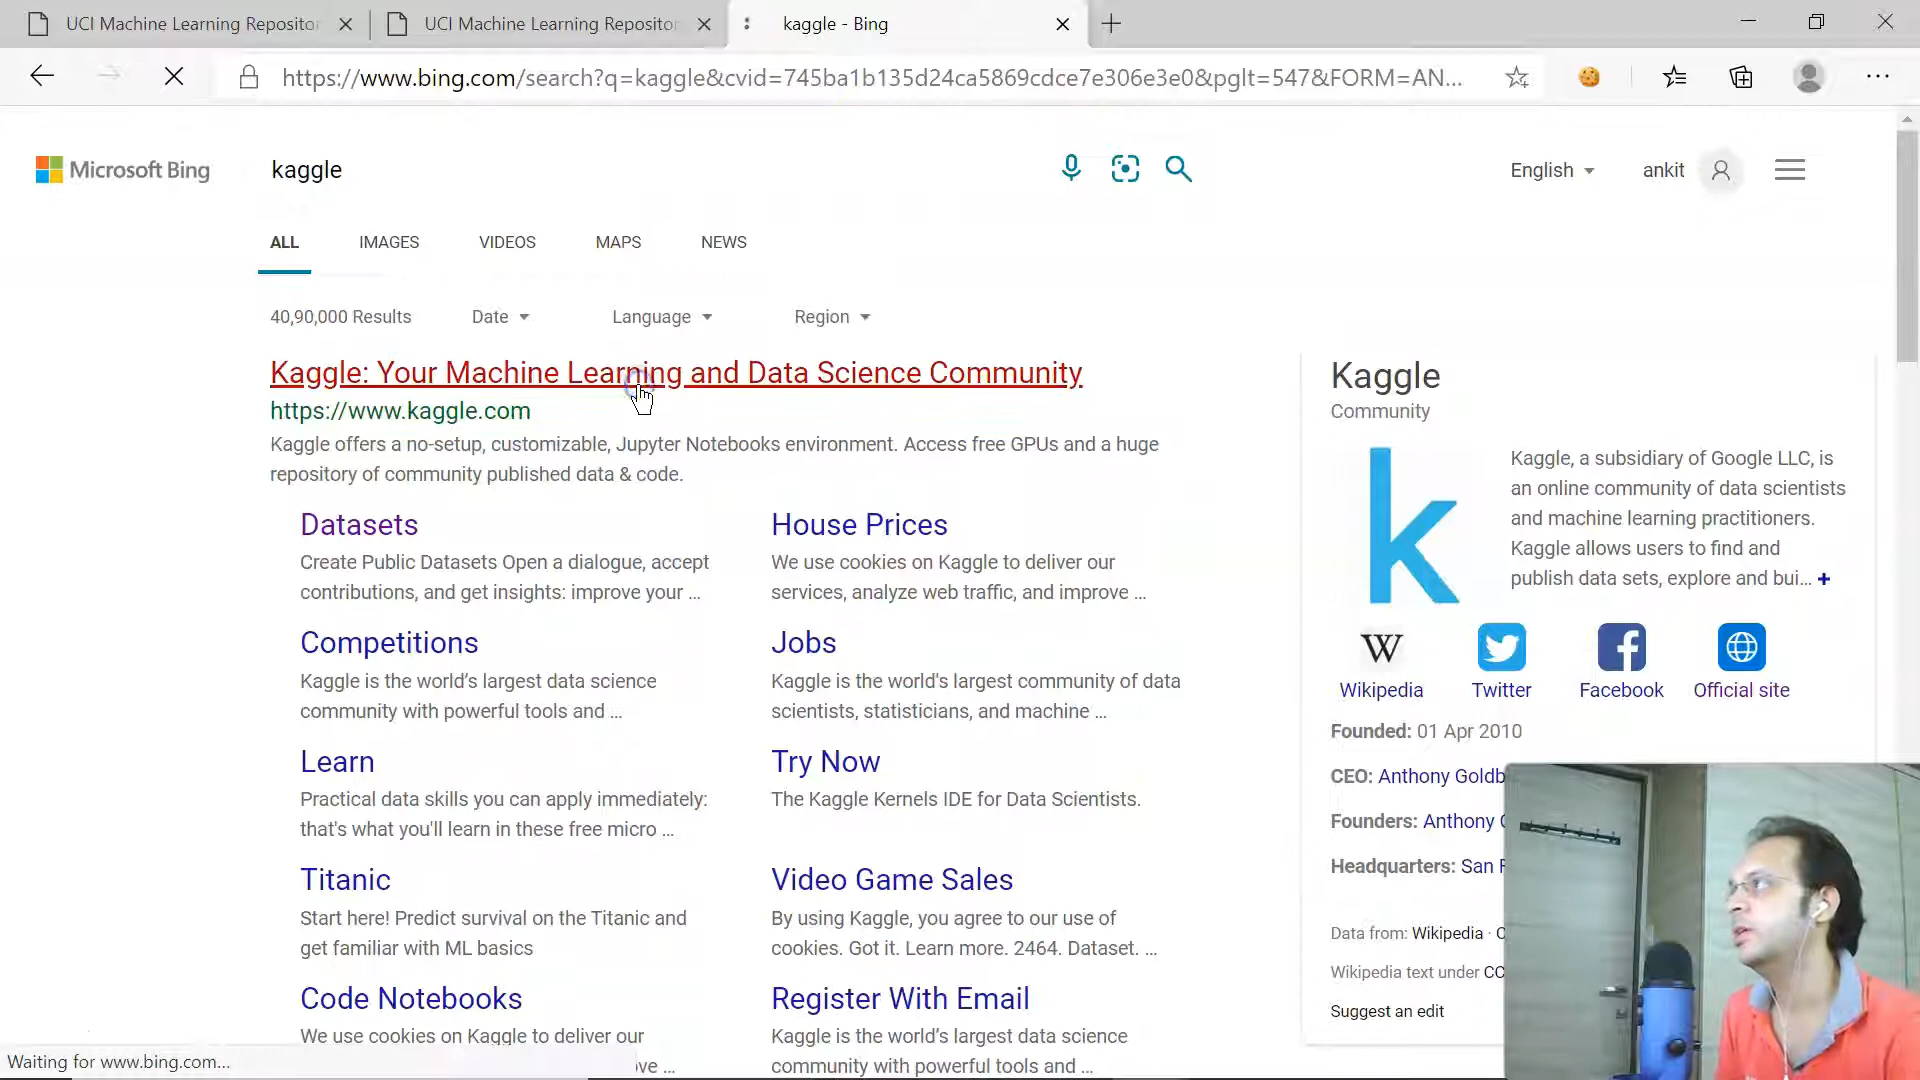 UCI Machine Learning Repositor
UCI Machine Learning Repositor
kaggle - Bing
https://www.bing.com/search?q=kaggle&cvid=745ba1b135d24ca5869cdce7e306e3e0&pglt=547&FORM=AN...
Microsoft Bing
kaggle
English
ankit
ALL
IMAGES
VIDEOS
MAPS
NEWS
40,90,000 Results
Date
Language
Region
Kaggle: Your Machine Learning and Data Science Community
https://www.kaggle.com
Kaggle offers a no-setup, customizable, Jupyter Notebooks environment. Access free GPUs and a huge
repository of community published data & code.
Datasets
Create Public Datasets Open a dialogue, accept
contributions, and get insights: improve your ...
House Prices
We use cookies on Kaggle to deliver our
services, analyze web traffic, and improve ...
Competitions
Kaggle is the world's largest data science
community with powerful tools and ...
Jobs
Kaggle is the world's largest community of data
scientists, statisticians, and machine ...
Learn
Practical data skills you can apply immediately:
that's what you'll learn in these free micro ...
Try Now
The Kaggle Kernels IDE for Data Scientists.
Titanic
Start here! Predict survival on the Titanic and
get familiar with ML basics
Video Game Sales
By using Kaggle, you agree to our use of
cookies. Got it. Learn more. 2464. Dataset. ...
Code Notebooks
We use cookies on Kaggle to deliver our
ve ...
Register With Email
Kaggle is the world's largest data science
community with powerful tools and ...
Kaggle
Community
k
Kaggle, a subsidiary of Google LLC, is
an online community of data scientists
and machine learning practitioners.
Kaggle allows users to find and
publish data sets, explore and bui... +
W
Wikipedia
Twitter
Facebook
Official site
Founded: 01 Apr 2010
CEO: Anthony Goldb
Founders: Anthony
Headquarters: San
Data from: Wikipedia ·
Wikipedia text under CC
Suggest an edit
Waiting for www.bing.com...